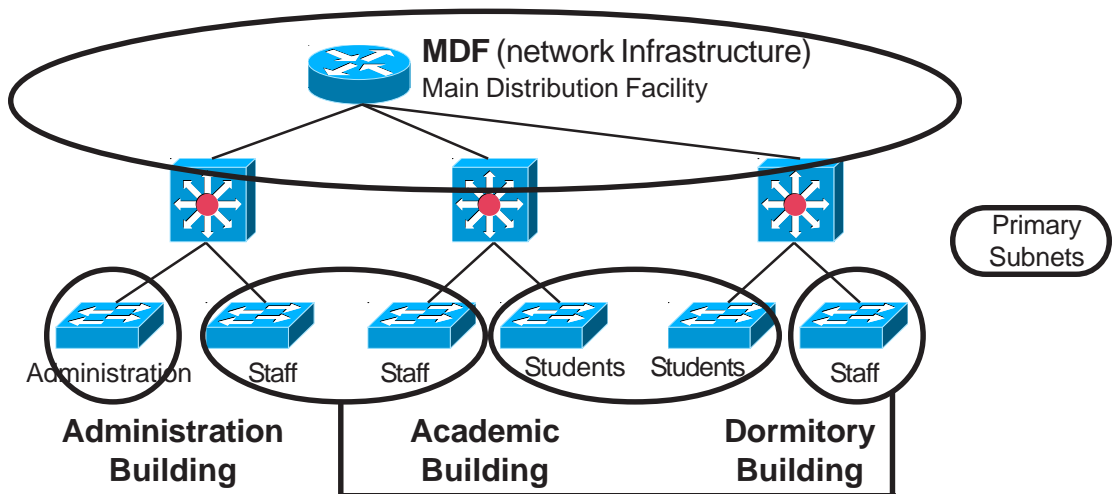 MDF (network Infrastructure)
Main Distribution Facility
Primary
Subnets
Administration
Staff
Staff
Students
Students
Staff
Administration
Building
Academic
Building
Dormitory
Building